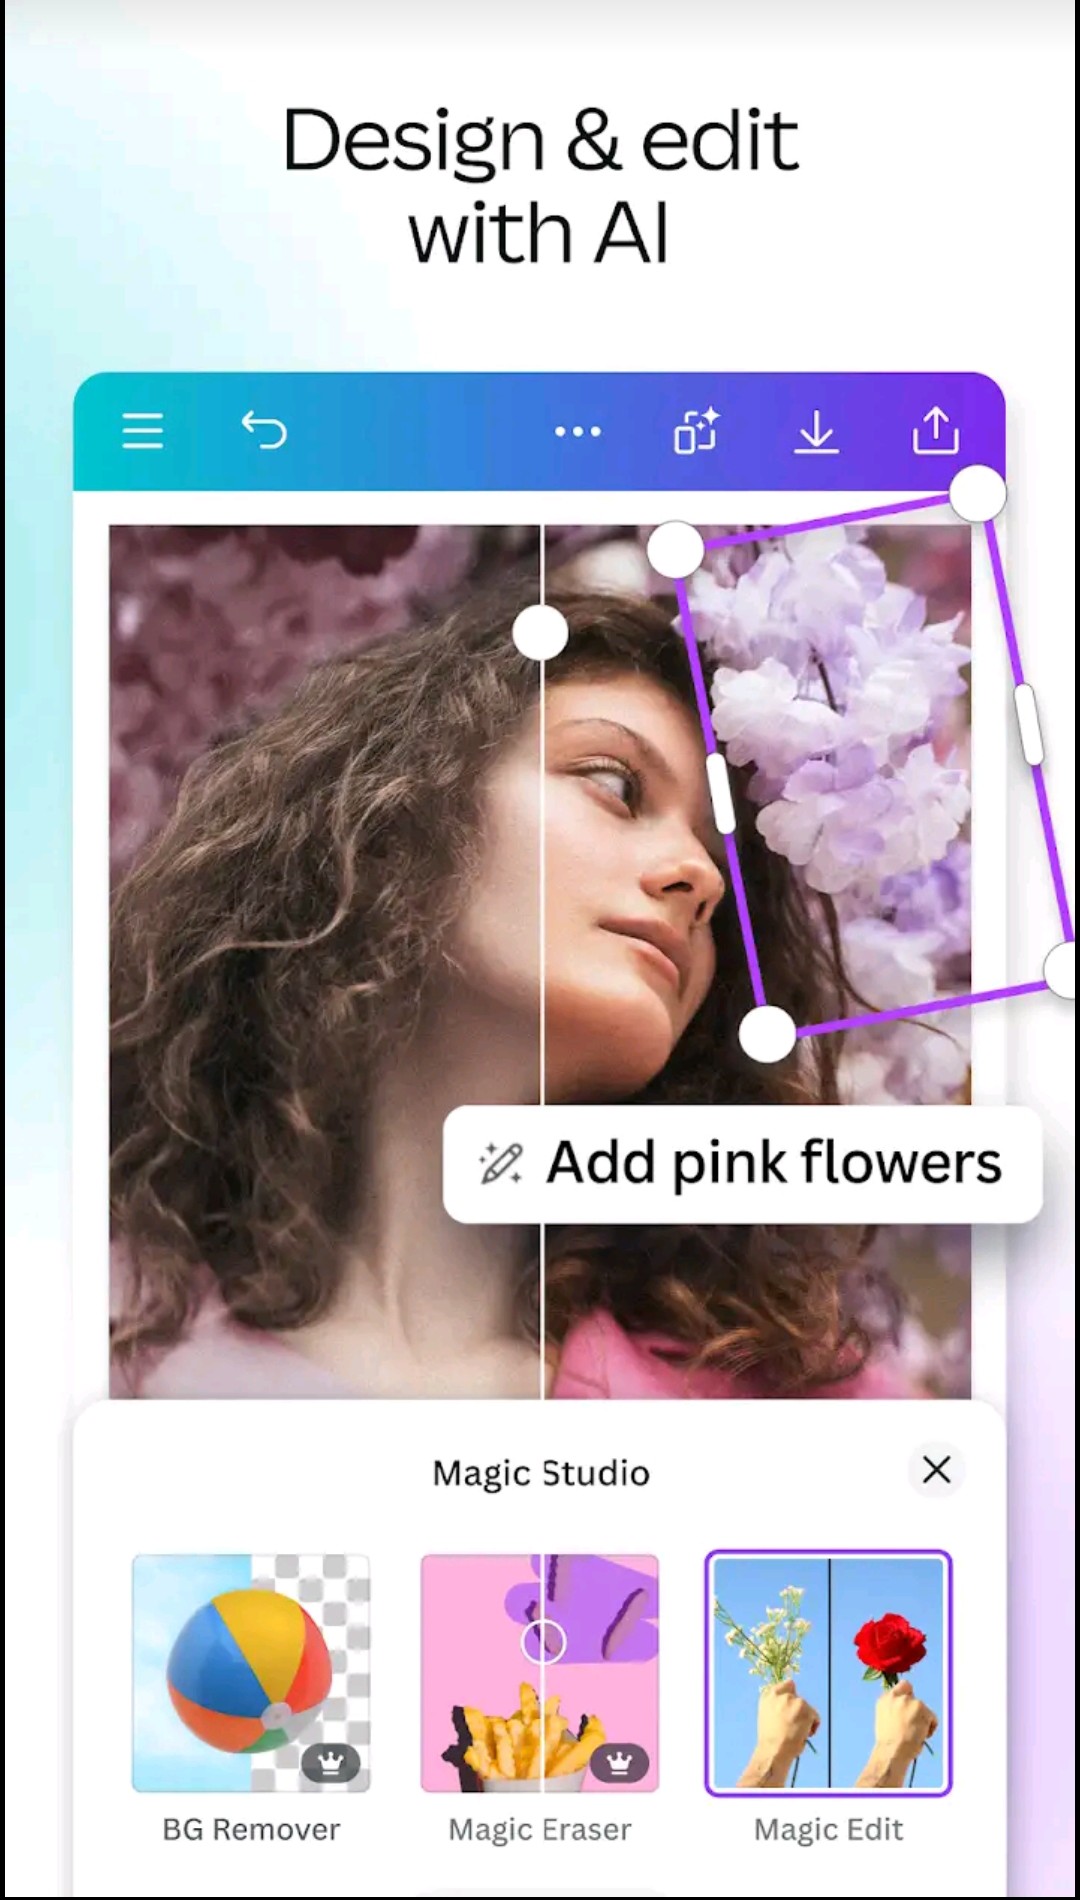 Design & edit
with AI
Add pink flowers
Magic Studio
BG Remover
Magic Eraser
Magic Edit